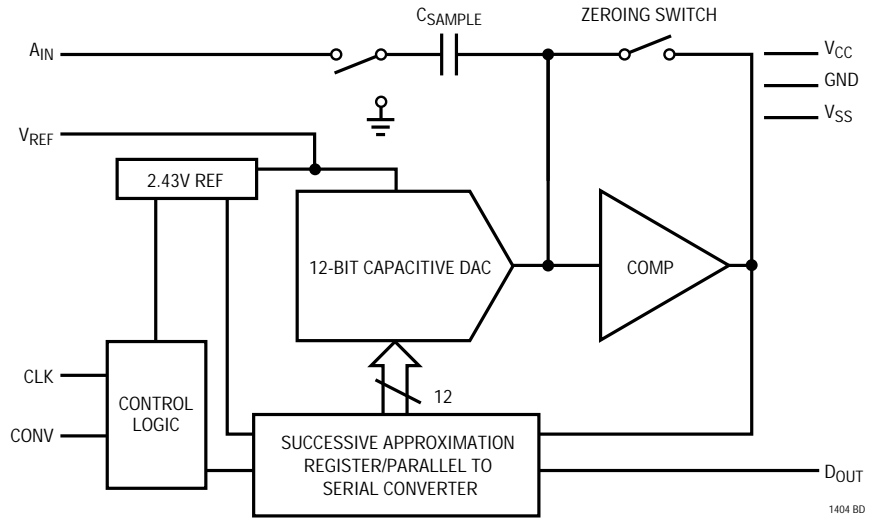 CSAMPLE
ZEROING SWITCH
AIN
VCC
GND
VSS
VREF
2.43V REF
12-BIT CAPACITIVE DAC
COMP
CLK
12
CONTROL
LOGIC
CONV
SUCCESSIVE APPROXIMATION
REGISTER/PARALLEL TO
SERIAL CONVERTER
DOUT
1404 BD